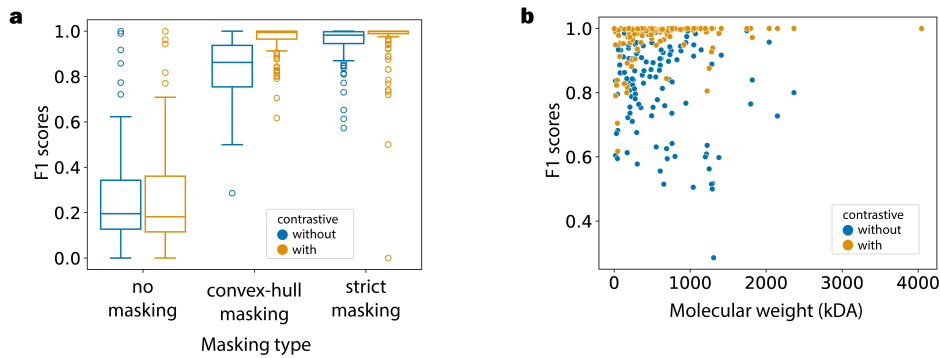 a
F1 scores
1.0
0.8
0.6
0.4
0.2
0.0
contrastive
without
with
no
masking
convex-hull
masking
strict
masking
Masking type
b
F1 scores
1.0
0.8
0.6
0.4
contrastive
without
with
0
1000
2000
3000
4000
Molecular weight (kDA)